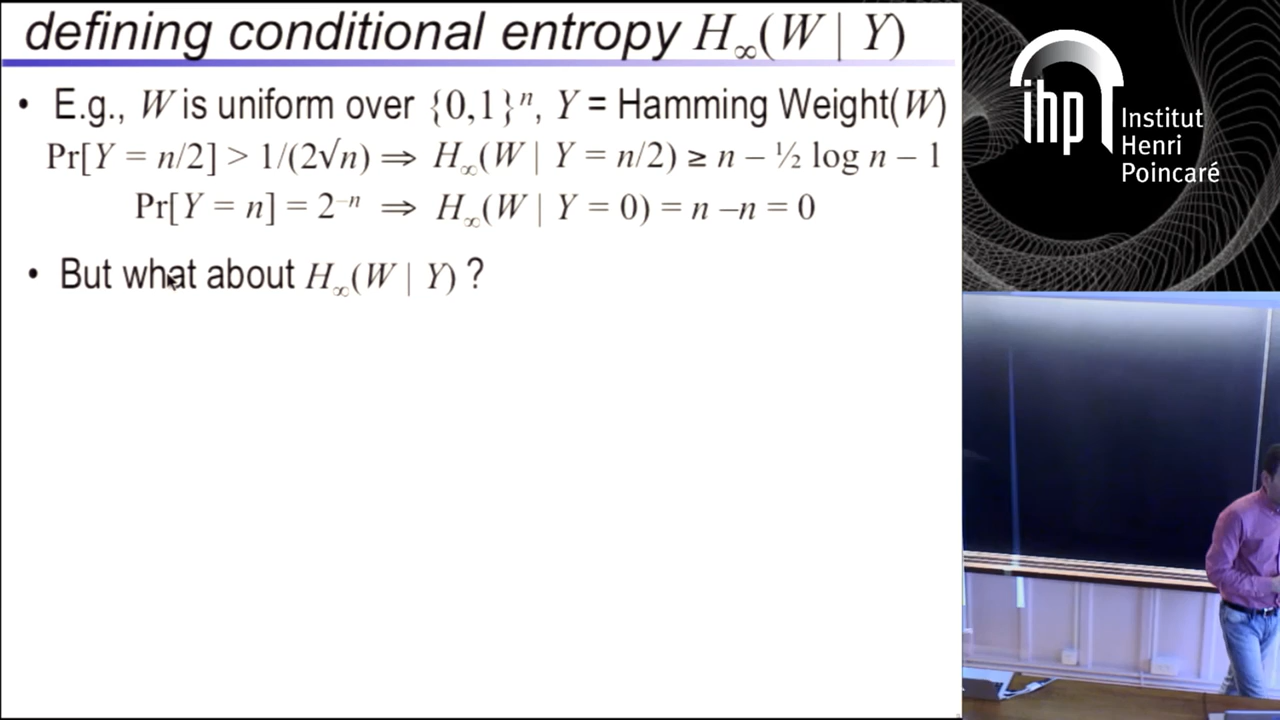 defining conditional entropy H∞(W | Y)
• E.g., W is uniform over {0,1}ⁿ, Y = Hamming Weight(W)
Pr[Y = n/2] > 1/(2√n) ⇒ H∞(W | Y = n/2) ≥ n – ½ log n – 1
Pr[Y = n] = 2⁻ⁿ ⇒ H∞(W | Y = 0) = n –n = 0
• But what about H∞(W | Y) ?
ihp
Institut
Henri
Poincaré